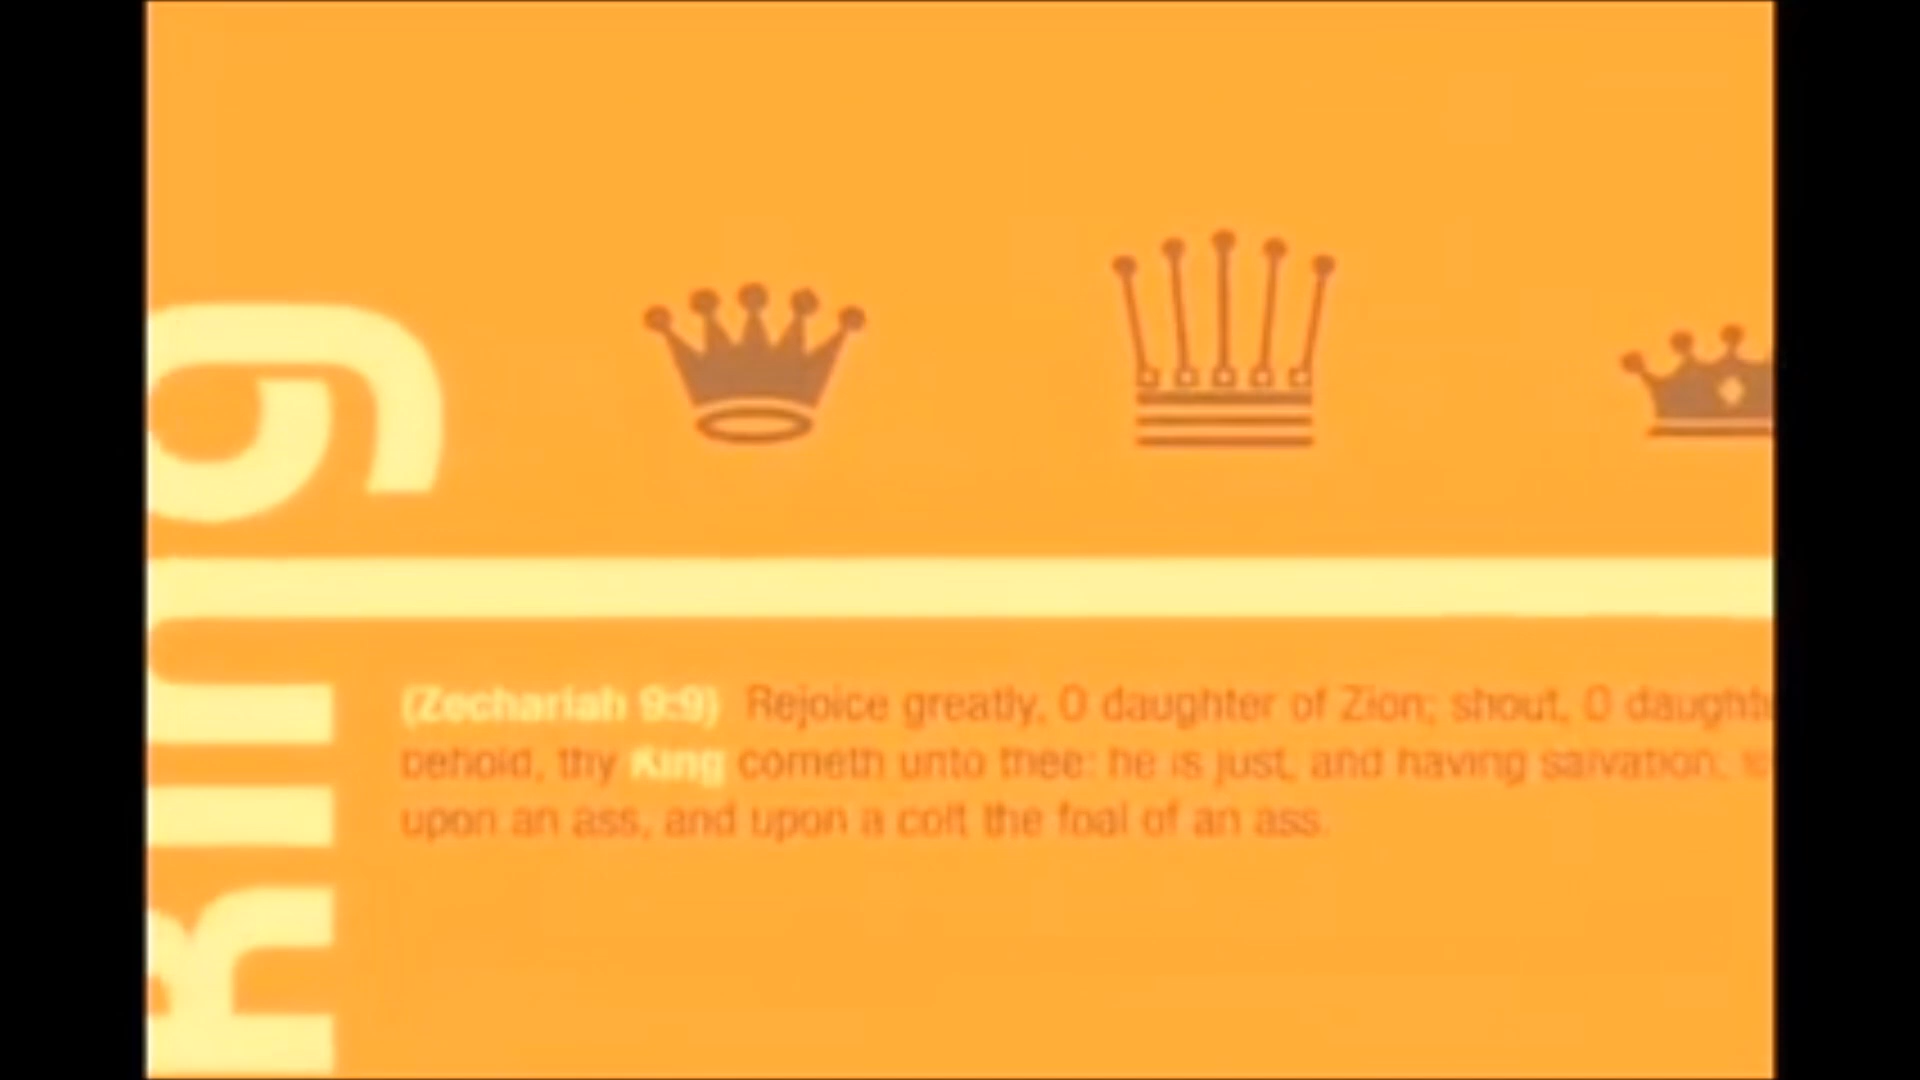 Ring
(Zechariah 9:9) Rejoice greatly, O daughter of Zion; shout, O daught
behold, thy King cometh unto thee: he is just, and having salvation,
upon an ass, and upon a colt the foal of an ass.